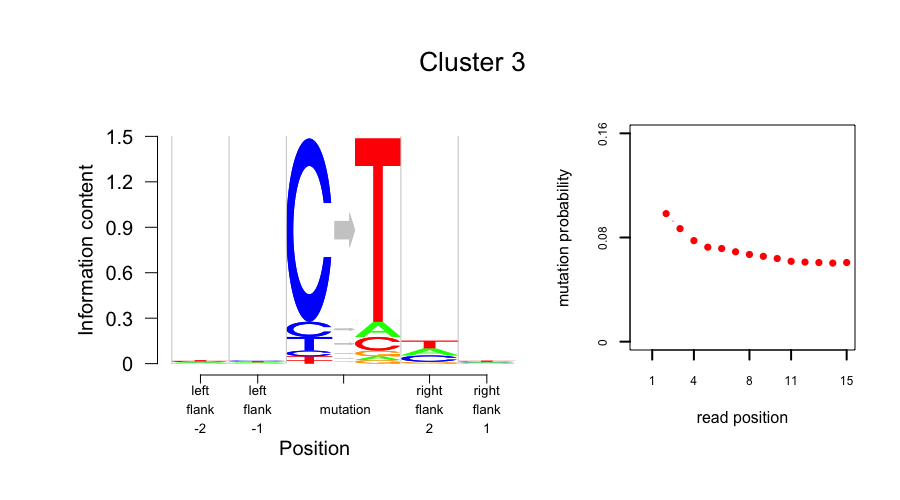 Cluster 3
Information content
1.5
1.2
0.9
0.6
0.3
0
C T
C A
T C
left flank -2
left flank -1
mutation
right flank 2
right flank 1
Position
mutation probability
0.16
0.08
0
1 4 8 11 15
read position